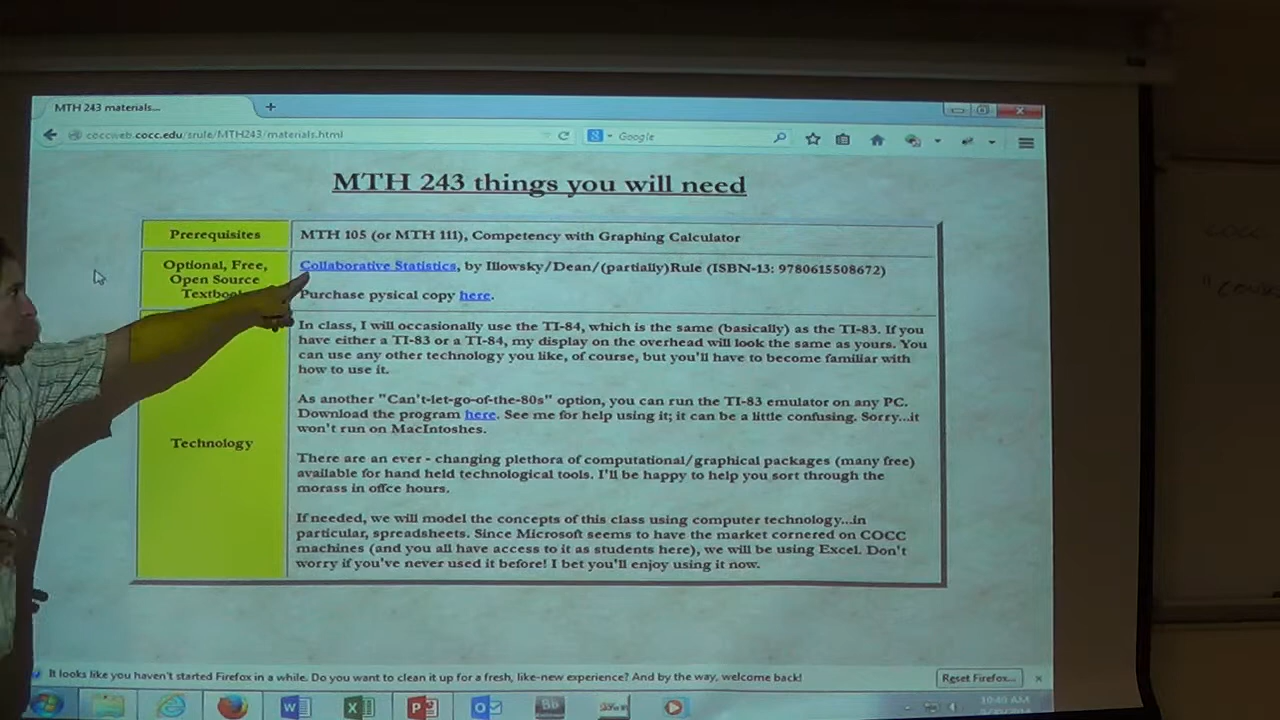 MTH 243 materials...
coccweb.cocc.edu/srule/MTH243/materials.html
Google
MTH 243 things you will need
Prerequisites
MTH 105 (or MTH 111), Competency with Graphing Calculator
Optional, Free,
Open Source
Collaborative Statistics, by Illowsky/Dean/(partially)Rule (ISBN-13: 9780615508672)
Purchase pysical copy here.
Technology
In class, I will occasionally use the TI-84, which is the same (basically) as the TI-83. If you
have either a TI-83 or a TI-84, my display on the overhead will look the same as yours. You
can use any other technology you like, of course, but you'll have to become familiar with
how to use it.
As another "Can't-let-go-of-the-80s" option, you can run the TI-83 emulator on any PC.
Download the program here. See me for help using it; it can be a little confusing. Sorry...it
won't run on MacIntoshes.
There are an ever - changing plethora of computational/graphical packages (many free)
available for hand held technological tools. I'll be happy to help you sort through the
morass in offce hours.
If needed, we will model the concepts of this class using computer technology...in
particular, spreadsheets. Since Microsoft seems to have the market cornered on COCC
machines (and you all have access to it as students here), we will be using Excel. Don't
worry if you've never used it before! I bet you'll enjoy using it now.
It looks like you haven't started Firefox in a while. Do you want to clean it up for a fresh, like-new experience? And by the way, welcome back!
Reset Firefox...
Bb
10:40 AM